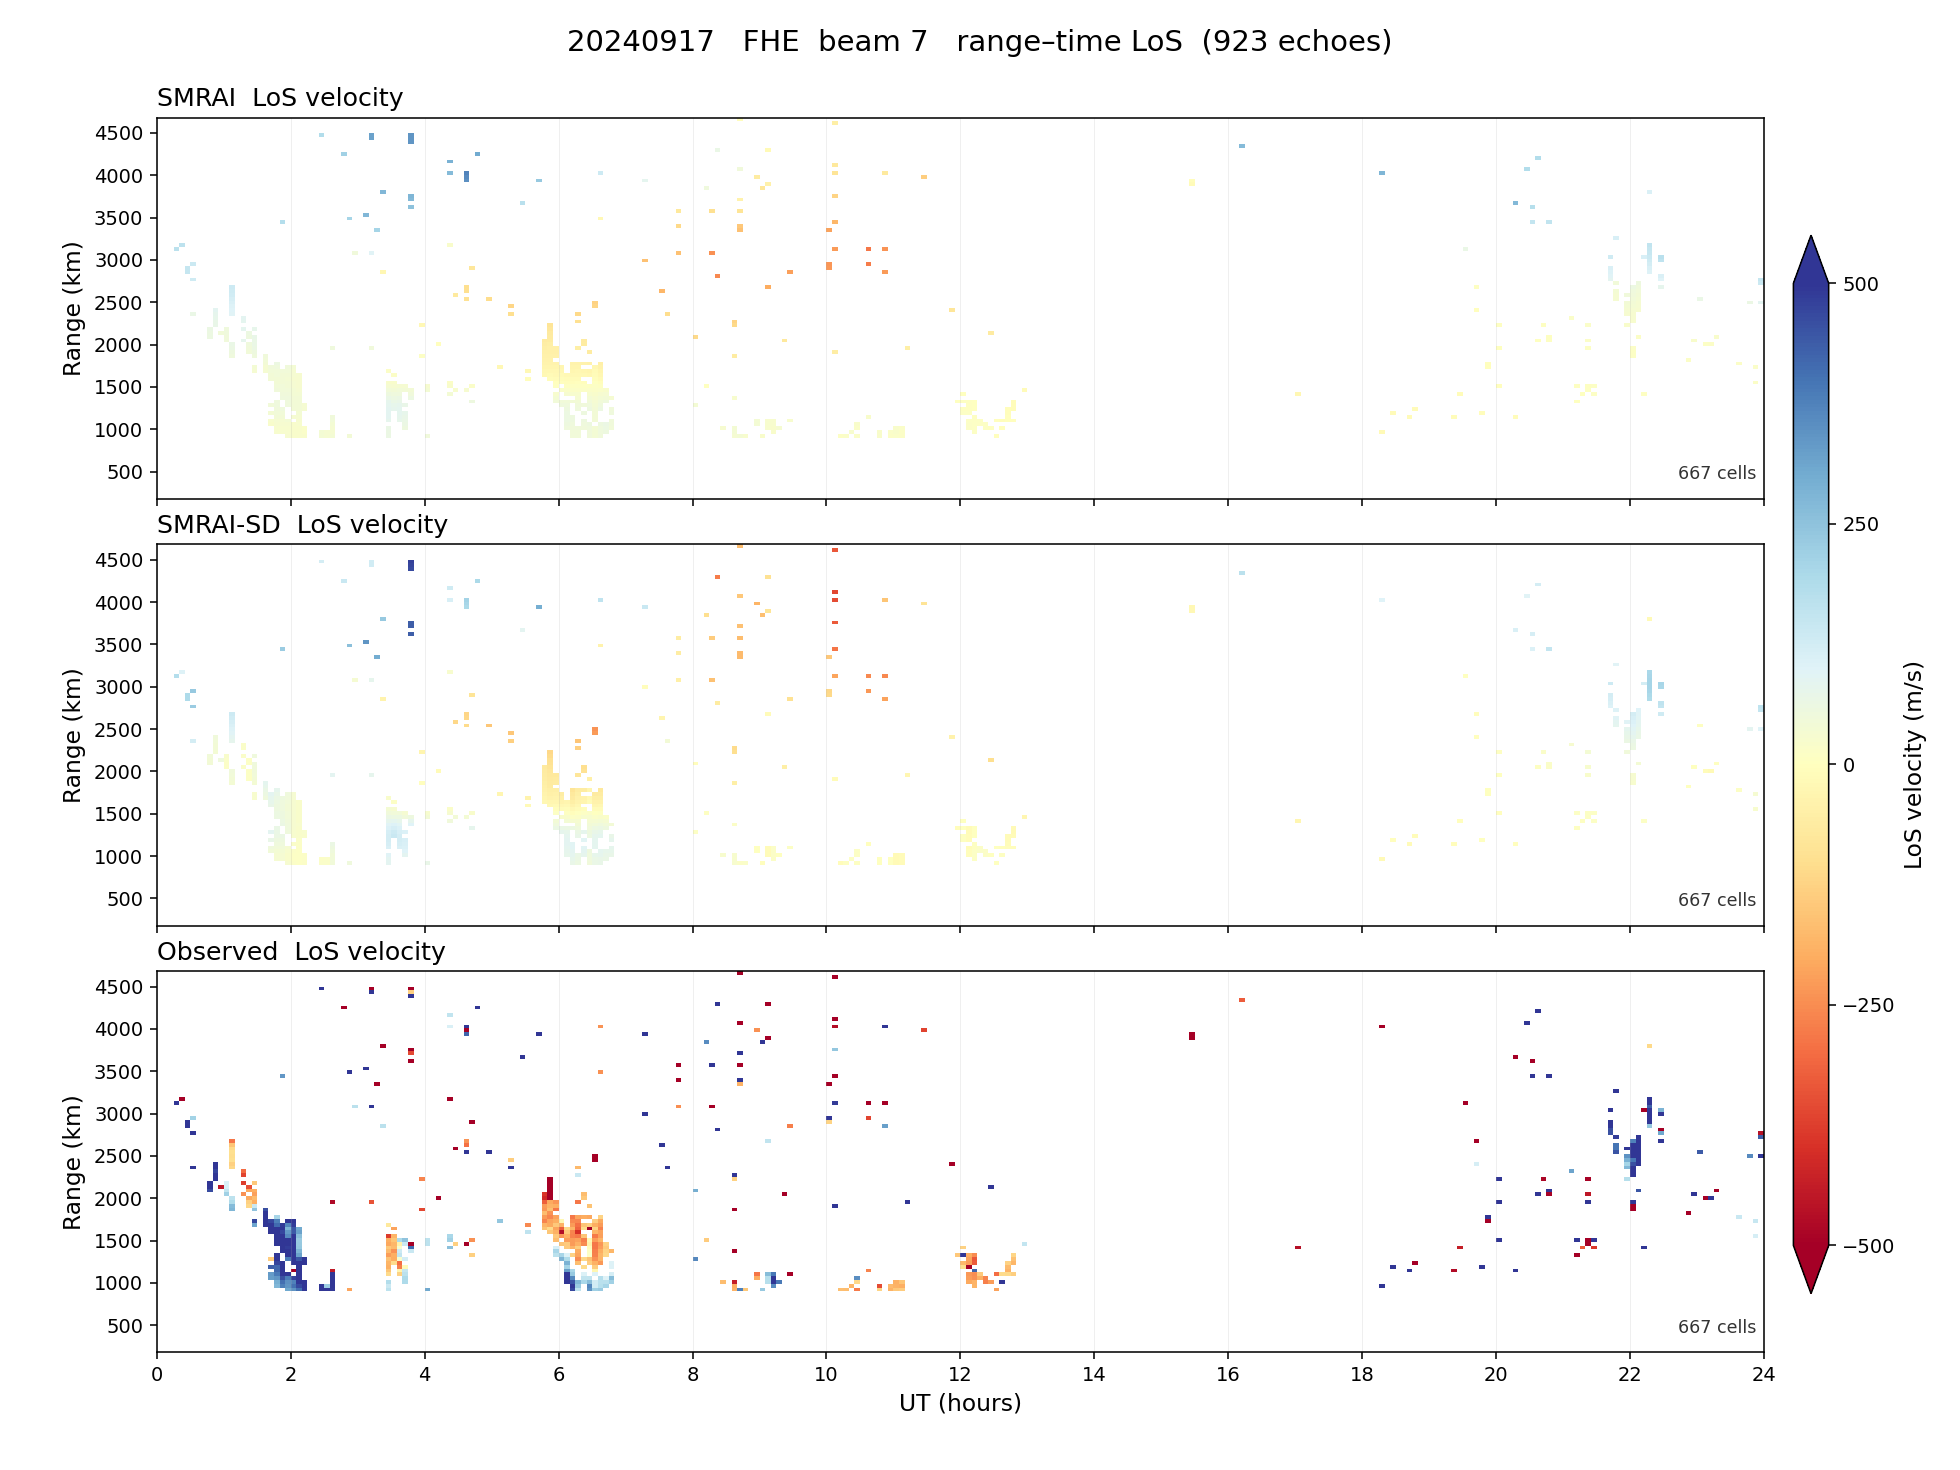 20240917   FHE  beam 7   range–time LoS  (923 echoes)
SMRAI  LoS velocity
4500
4000
3500
3000
2500
2000
1500
1000
500
Range (km)
667 cells
SMRAI-SD  LoS velocity
4500
4000
3500
3000
2500
2000
1500
1000
500
Range (km)
667 cells
Observed  LoS velocity
4500
4000
3500
3000
2500
2000
1500
1000
500
Range (km)
667 cells
0 2 4 6 8 10 12 14 16 18 20 22 24
UT (hours)
500
250
0
−250
−500
LoS velocity (m/s)